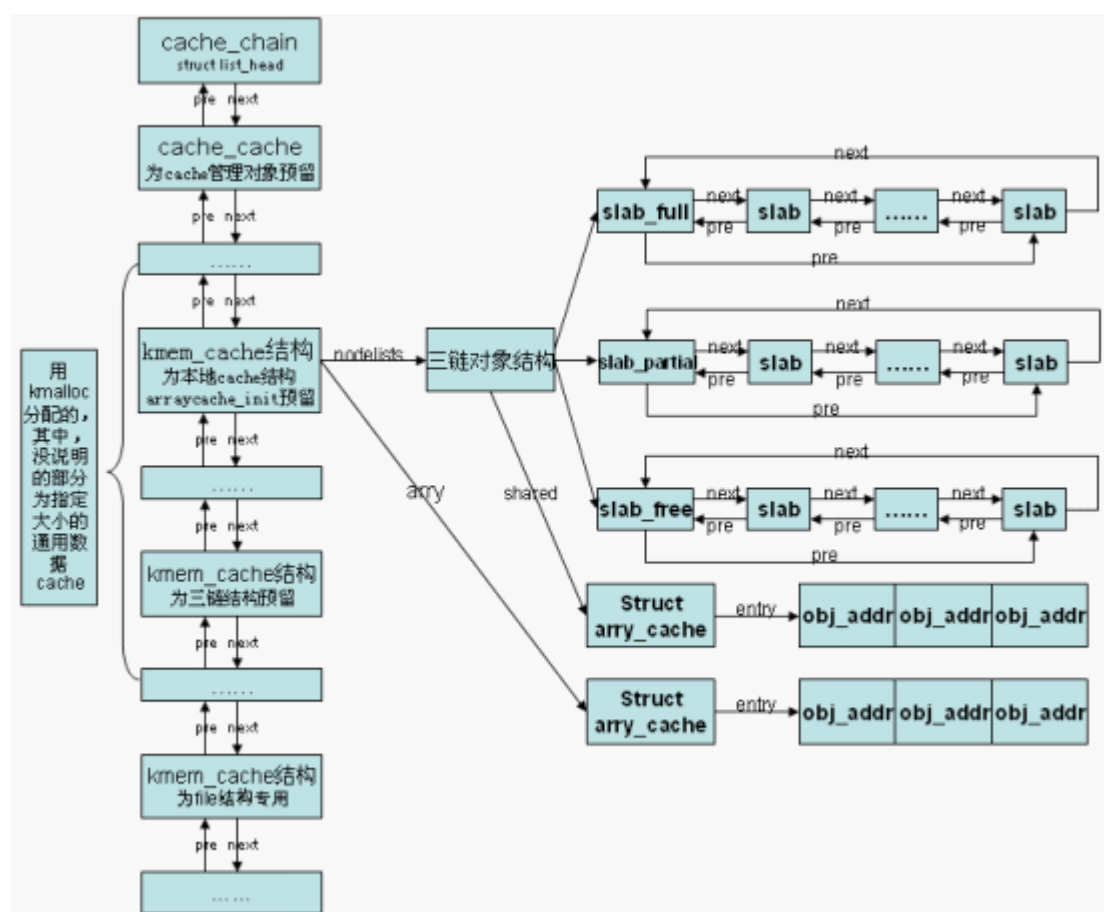 cache_chain
struct list_head
pre next
cache_cache
为cache管理对象预留
pre next
……
pre next
kmem_cache结构
为本地cache结构
arraycache_init预留
pre next
……
pre next
kmem_cache结构
为三链结构预留
pre next
……
pre next
kmem_cache结构
为file结构专用
pre next
……
用
kmalloc
分配的,
其中,
没说明
的部分
为指定
大小的
通用数
据
cache
nodelists
三链对象结构
arry
shared
next
slab_full next slab next …… next slab
pre pre pre
pre
next
slab_partial next slab next …… next slab
pre pre pre
pre
next
slab_free next slab next …… next slab
pre pre pre
pre
Struct
arry_cache
entry
obj_addr obj_addr obj_addr
Struct
arry_cache
entry
obj_addr obj_addr obj_addr